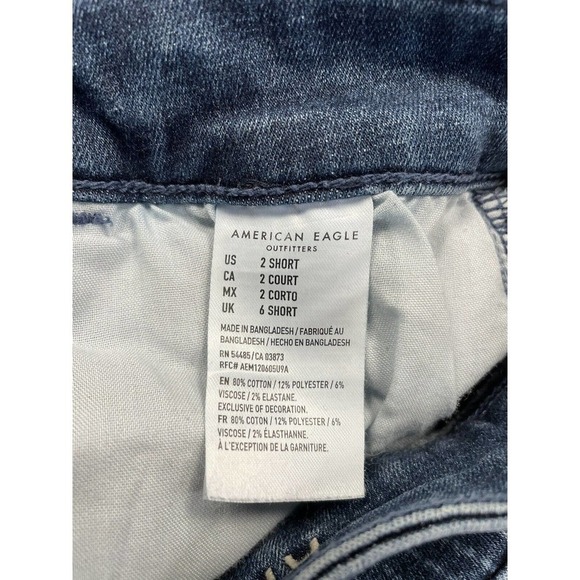 AMERICAN EAGLE
OUTFITTERS
US 2 SHORT
CA 2 COURT
MX 2 CORTO
UK 6 SHORT
MADE IN BANGLADESH / FABRIQUÉ AU
BANGLADESH / HECHO EN BANGLADESH
RN 54485/CA 03873
RFC# AEM120605U9A
EN 80% COTTON / 12% POLYESTER / 6%
VISCOSE / 2% ELASTANE.
EXCLUSIVE OF DECORATION.
FR 80% COTON / 12% POLYESTER / 6%
VISCOSE / 2% ÉLASTHANNE.
À L'EXCEPTION DE LA GARNITURE.